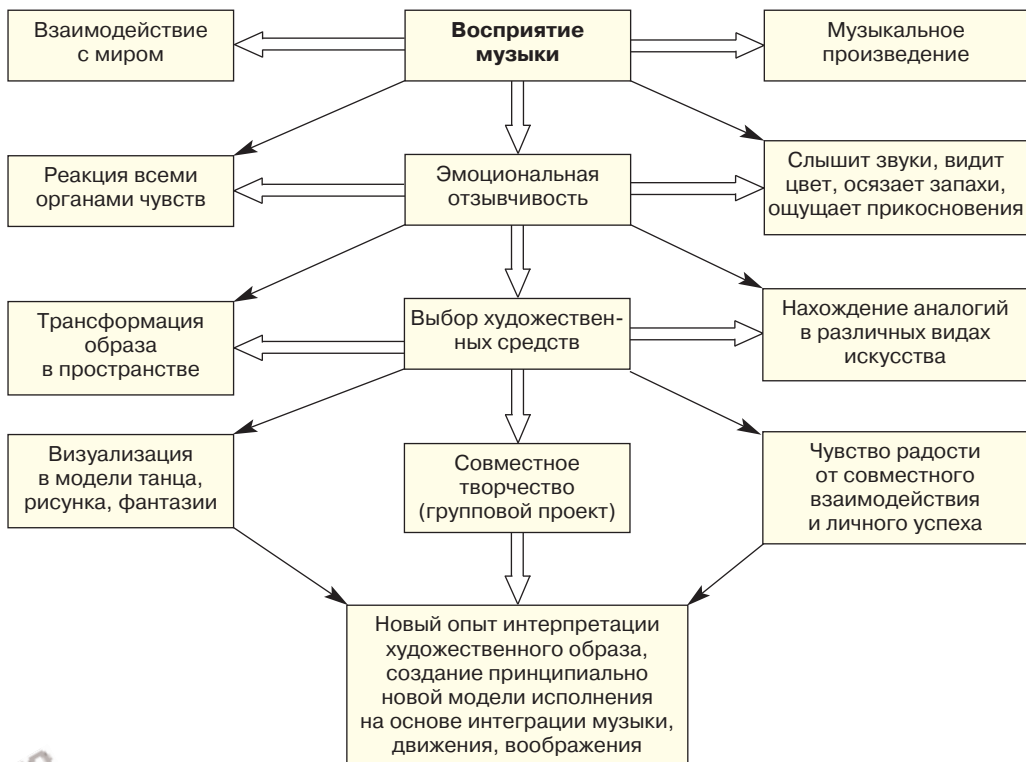 Взаимодействие
с миром
Восприятие
музыки
Музыкальное
произведение
Реакция всеми
органами чувств
Эмоциональная
отзывчивость
Слышит звуки, видит
цвет, осязает запахи,
ощущает прикосновения
Трансформация
образа
в пространстве
Выбор художествен-
ных средств
Нахождение аналогий
в различных видах
искусства
Визуализация
в модели танца,
рисунка, фантазии
Совместное
творчество
(групповой проект)
Чувство радости
от совместного
взаимодействия
и личного успеха
Новый опыт интерпретации
художественного образа,
создание принципиально
новой модели исполнения
на основе интеграции музыки,
движения, воображения